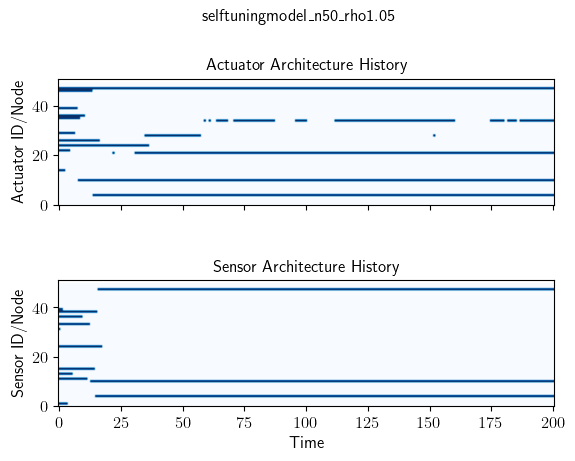 selftuningmodel_n50_rho1.05
Actuator Architecture History
Actuator ID/Node
40
20
0
Sensor Architecture History
Sensor ID/Node
40
20
0
0 25 50 75 100 125 150 175 200
Time